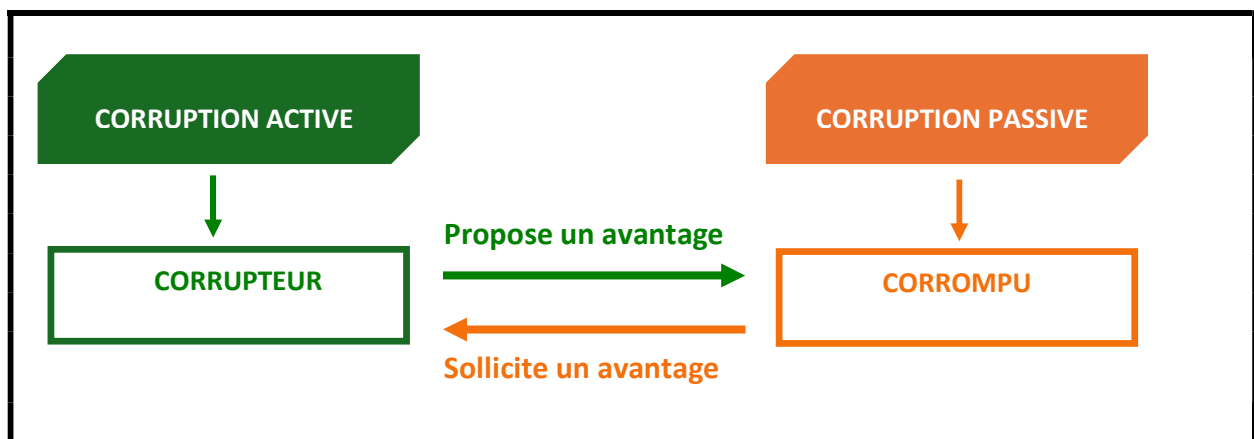 CORRUPTION ACTIVE
CORRUPTION PASSIVE
Propose un avantage
CORRUPTEUR
CORROMPU
Sollicite un avantage